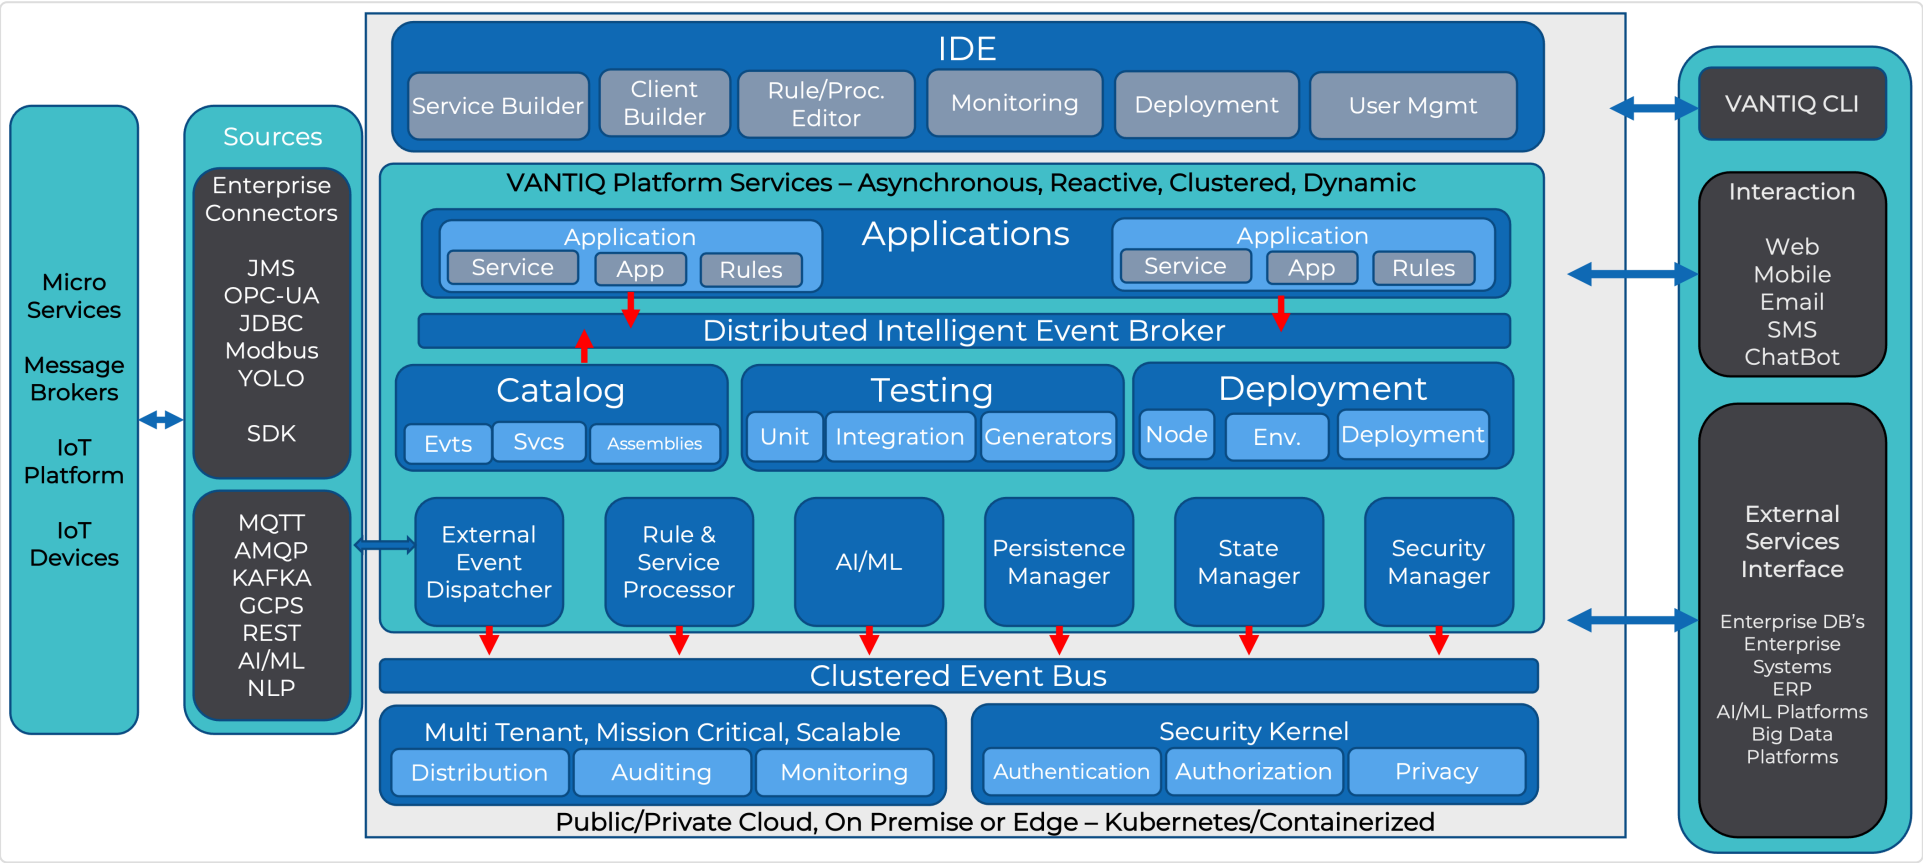 Micro
Services
Message
Brokers
IoT
Platform
IoT
Devices
Sources
Enterprise
Connectors
JMS
OPC-UA
JDBC
Modbus
YOLO
SDK
MQTT
AMQP
KAFKA
GCPS
REST
AI/ML
NLP
IDE
Service Builder
Client
Builder
Rule/Proc.
Editor
Monitoring
Deployment
User Mgmt
VANTIQ Platform Services – Asynchronous, Reactive, Clustered, Dynamic
Applications
Application
Service
App
Rules
Application
Service
App
Rules
Distributed Intelligent Event Broker
Catalog
Evts
Svcs
Assemblies
Testing
Unit
Integration
Generators
Deployment
Node
Env.
Deployment
External
Event
Dispatcher
Rule &
Service
Processor
AI/ML
Persistence
Manager
State
Manager
Security
Manager
Clustered Event Bus
Multi Tenant, Mission Critical, Scalable
Distribution
Auditing
Monitoring
Security Kernel
Authentication
Authorization
Privacy
Public/Private Cloud, On Premise or Edge – Kubernetes/Containerized
VANTIQ CLI
Interaction
Web
Mobile
Email
SMS
ChatBot
External
Services
Interface
Enterprise DB's
Enterprise
Systems
ERP
AI/ML Platforms
Big Data
Platforms